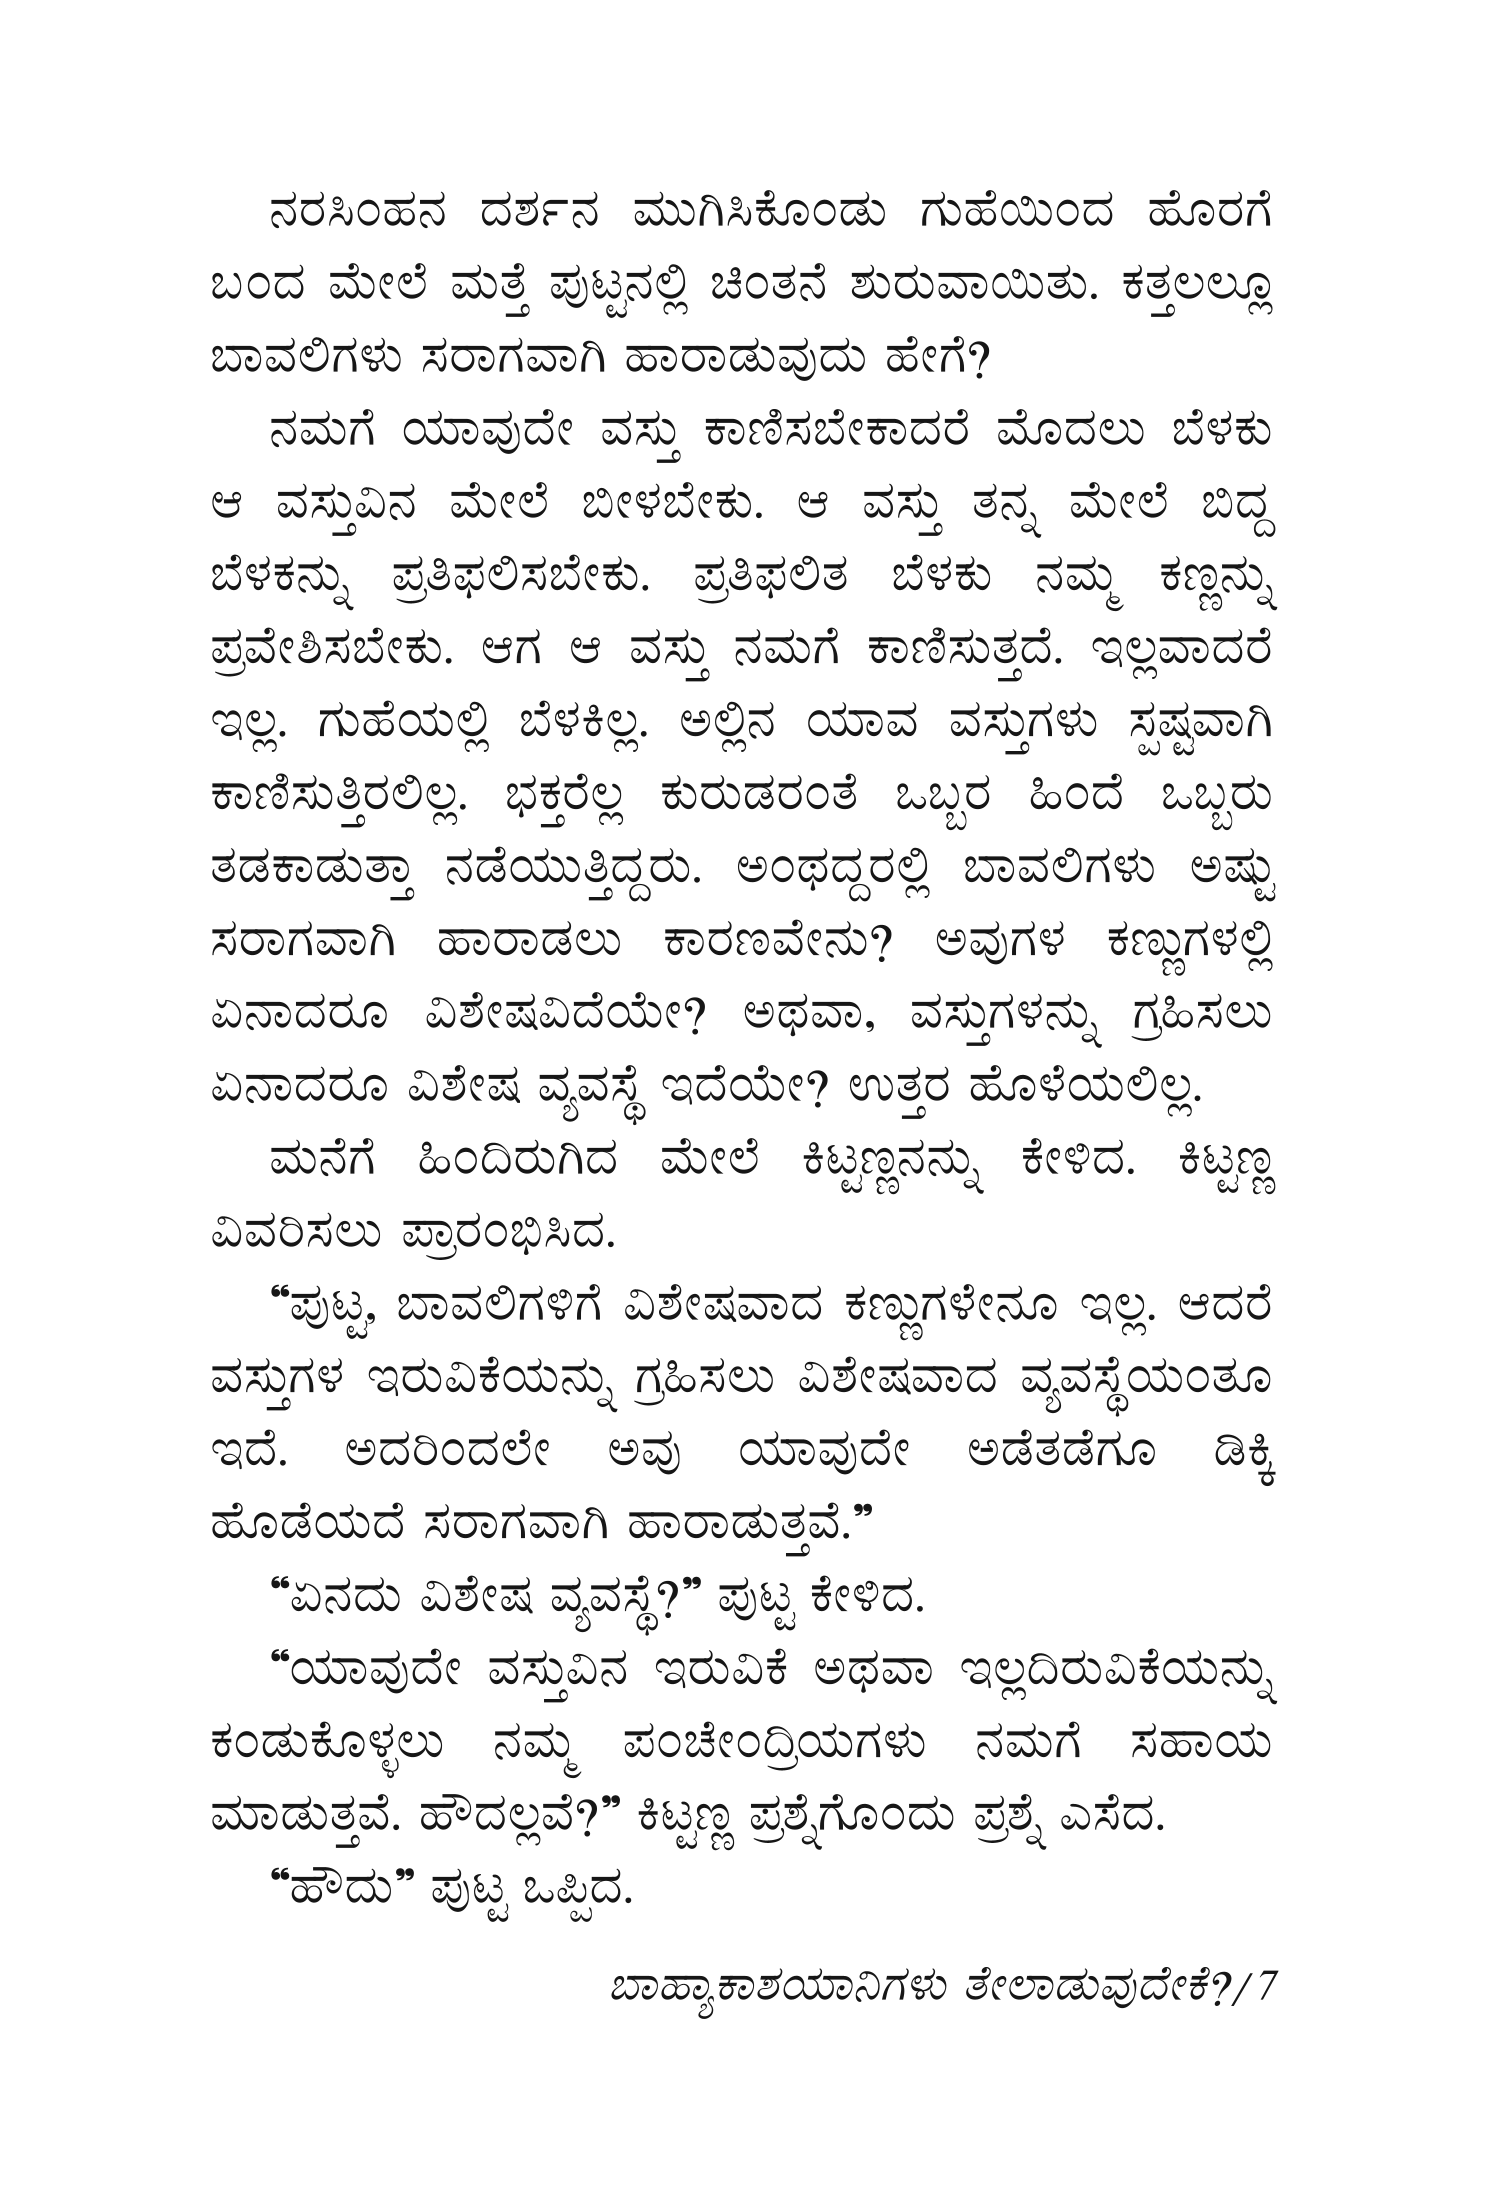 ನರಸಿಂಹನ ದರ್ಶನ ಮುಗಿಸಿಕೊಂಡು ಗುಹೆಯಿಂದ ಹೊರಗೆ
ಬಂದ ಮೇಲೆ ಮತ್ತೆ ಪುಟ್ಟನಲ್ಲಿ ಚಿಂತನೆ ಶುರುವಾಯಿತು. ಕತ್ತಲಲ್ಲೂ
ಬಾವಲಿಗಳು ಸರಾಗವಾಗಿ ಹಾರಾಡುವುದು ಹೇಗೆ?
ನಮಗೆ ಯಾವುದೇ ವಸ್ತು ಕಾಣಿಸಬೇಕಾದರೆ ಮೊದಲು ಬೆಳಕು
ಆ ವಸ್ತುವಿನ ಮೇಲೆ ಬೀಳಬೇಕು. ಆ ವಸ್ತು ತನ್ನ ಮೇಲೆ ಬಿದ್ದ
ಬೆಳಕನ್ನು ಪ್ರತಿಫಲಿಸಬೇಕು. ಪ್ರತಿಫಲಿತ ಬೆಳಕು ನಮ್ಮ ಕಣ್ಣನ್ನು
ಪ್ರವೇಶಿಸಬೇಕು. ಆಗ ಆ ವಸ್ತು ನಮಗೆ ಕಾಣಿಸುತ್ತದೆ. ಇಲ್ಲವಾದರೆ
ಇಲ್ಲ. ಗುಹೆಯಲ್ಲಿ ಬೆಳಕಿಲ್ಲ. ಅಲ್ಲಿನ ಯಾವ ವಸ್ತುಗಳು ಸ್ಪಷ್ಟವಾಗಿ
ಕಾಣಿಸುತ್ತಿರಲಿಲ್ಲ. ಭಕ್ತರೆಲ್ಲ ಕುರುಡರಂತೆ ಒಬ್ಬರ ಹಿಂದೆ ಒಬ್ಬರು
ತಡಕಾಡುತ್ತಾ ನಡೆಯುತ್ತಿದ್ದರು. ಅಂಥದ್ದರಲ್ಲಿ ಬಾವಲಿಗಳು ಅಷ್ಟು
ಸರಾಗವಾಗಿ ಹಾರಾಡಲು ಕಾರಣವೇನು? ಅವುಗಳ ಕಣ್ಣುಗಳಲ್ಲಿ
ಏನಾದರೂ ವಿಶೇಷವಿದೆಯೇ? ಅಥವಾ, ವಸ್ತುಗಳನ್ನು ಗ್ರಹಿಸಲು
ಏನಾದರೂ ವಿಶೇಷ ವ್ಯವಸ್ಥೆ ಇದೆಯೇ? ಉತ್ತರ ಹೊಳೆಯಲಿಲ್ಲ.
ಮನೆಗೆ ಹಿಂದಿರುಗಿದ ಮೇಲೆ ಕಿಟ್ಟಣ್ಣನನ್ನು ಕೇಳಿದ. ಕಿಟ್ಟಣ್ಣ
ವಿವರಿಸಲು ಪ್ರಾರಂಭಿಸಿದ.
“ಪುಟ್ಟ, ಬಾವಲಿಗಳಿಗೆ ವಿಶೇಷವಾದ ಕಣ್ಣುಗಳೇನೂ ಇಲ್ಲ. ಆದರೆ
ವಸ್ತುಗಳ ಇರುವಿಕೆಯನ್ನು ಗ್ರಹಿಸಲು ವಿಶೇಷವಾದ ವ್ಯವಸ್ಥೆಯಂತೂ
ಇದೆ. ಅದರಿಂದಲೇ ಅವು ಯಾವುದೇ ಅಡೆತಡೆಗೂ ಡಿಕ್ಕಿ
ಹೊಡೆಯದೆ ಸರಾಗವಾಗಿ ಹಾರಾಡುತ್ತವೆ.”
“ಏನದು ವಿಶೇಷ ವ್ಯವಸ್ಥೆ?” ಪುಟ್ಟ ಕೇಳಿದ.
“ಯಾವುದೇ ವಸ್ತುವಿನ ಇರುವಿಕೆ ಅಥವಾ ಇಲ್ಲದಿರುವಿಕೆಯನ್ನು
ಕಂಡುಕೊಳ್ಳಲು ನಮ್ಮ ಪಂಚೇಂದ್ರಿಯಗಳು ನಮಗೆ ಸಹಾಯ
ಮಾಡುತ್ತವೆ. ಹೌದಲ್ಲವೆ?” ಕಿಟ್ಟಣ್ಣ ಪ್ರಶ್ನೆಗೊಂದು ಪ್ರಶ್ನೆ ಎಸೆದ.
“ಹೌದು” ಪುಟ್ಟ ಒಪ್ಪಿದ.
ಬಾಹ್ಯಾಕಾಶಯಾನಿಗಳು ತೇಲಾಡುವುದೇಕೆ?/7